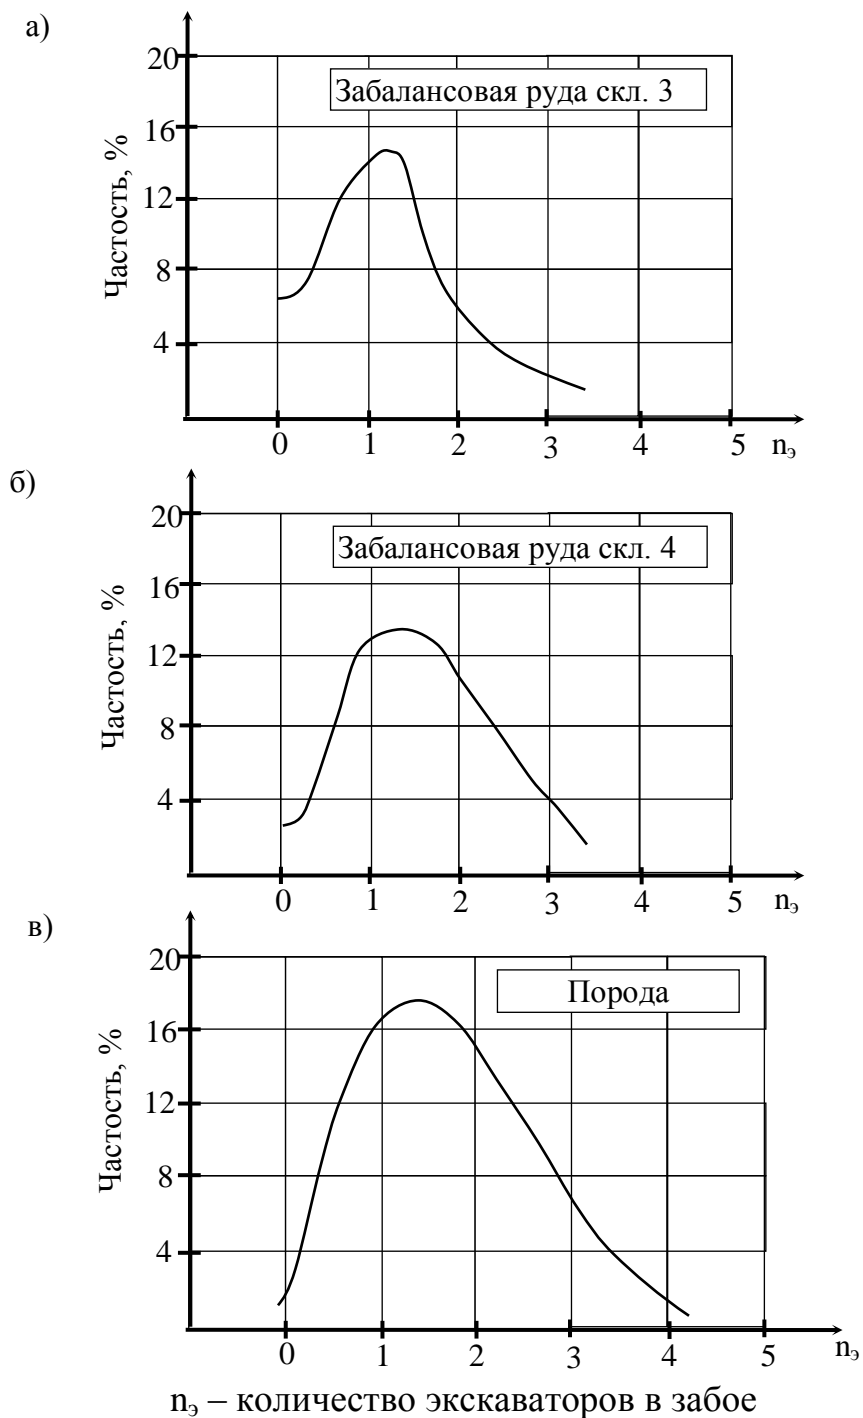 а)
Частость, %
20
16
12
8
4
Забалансовая руда скл. 3
0 1 2 3 4 5 nэ
б)
Частость, %
20
16
12
8
4
Забалансовая руда скл. 4
0 1 2 3 4 5 nэ
в)
Частость, %
20
16
12
8
4
Порода
0 1 2 3 4 5 nэ
nэ – количество экскаваторов в забое